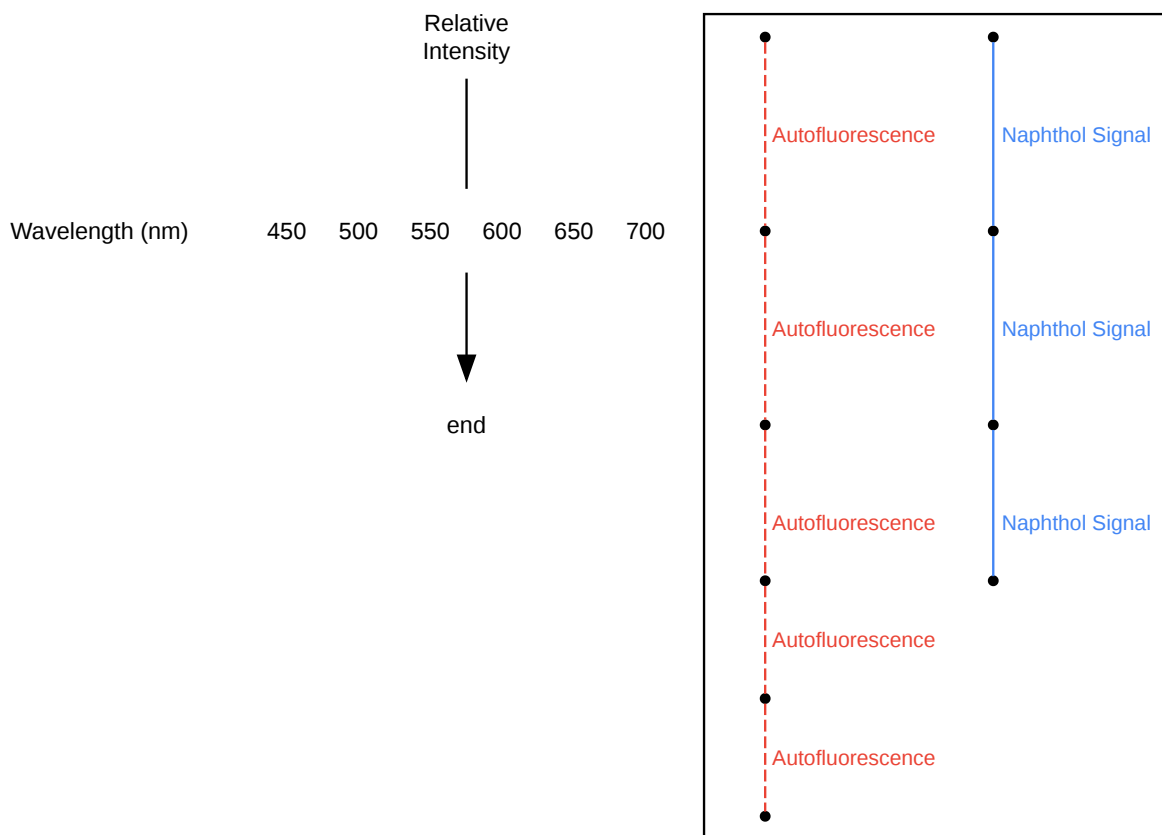 Relative
Intensity
Wavelength (nm) 450 500 550 600 650 700
end
Autofluorescence Naphthol Signal
Autofluorescence Naphthol Signal
Autofluorescence Naphthol Signal
Autofluorescence
Autofluorescence